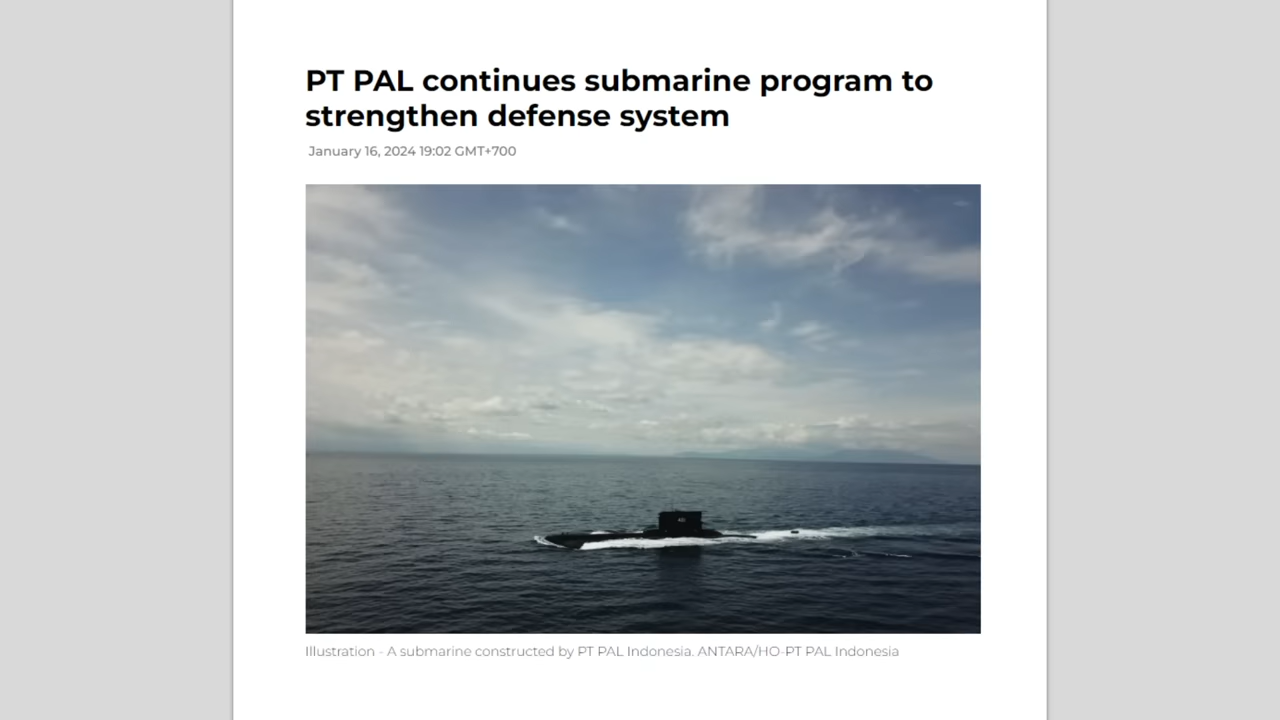 PT PAL continues submarine program to
strengthen defense system
January 16, 2024 19:02 GMT+700
Illustration - A submarine constructed by PT PAL Indonesia. ANTARA/HO-PT PAL Indonesia